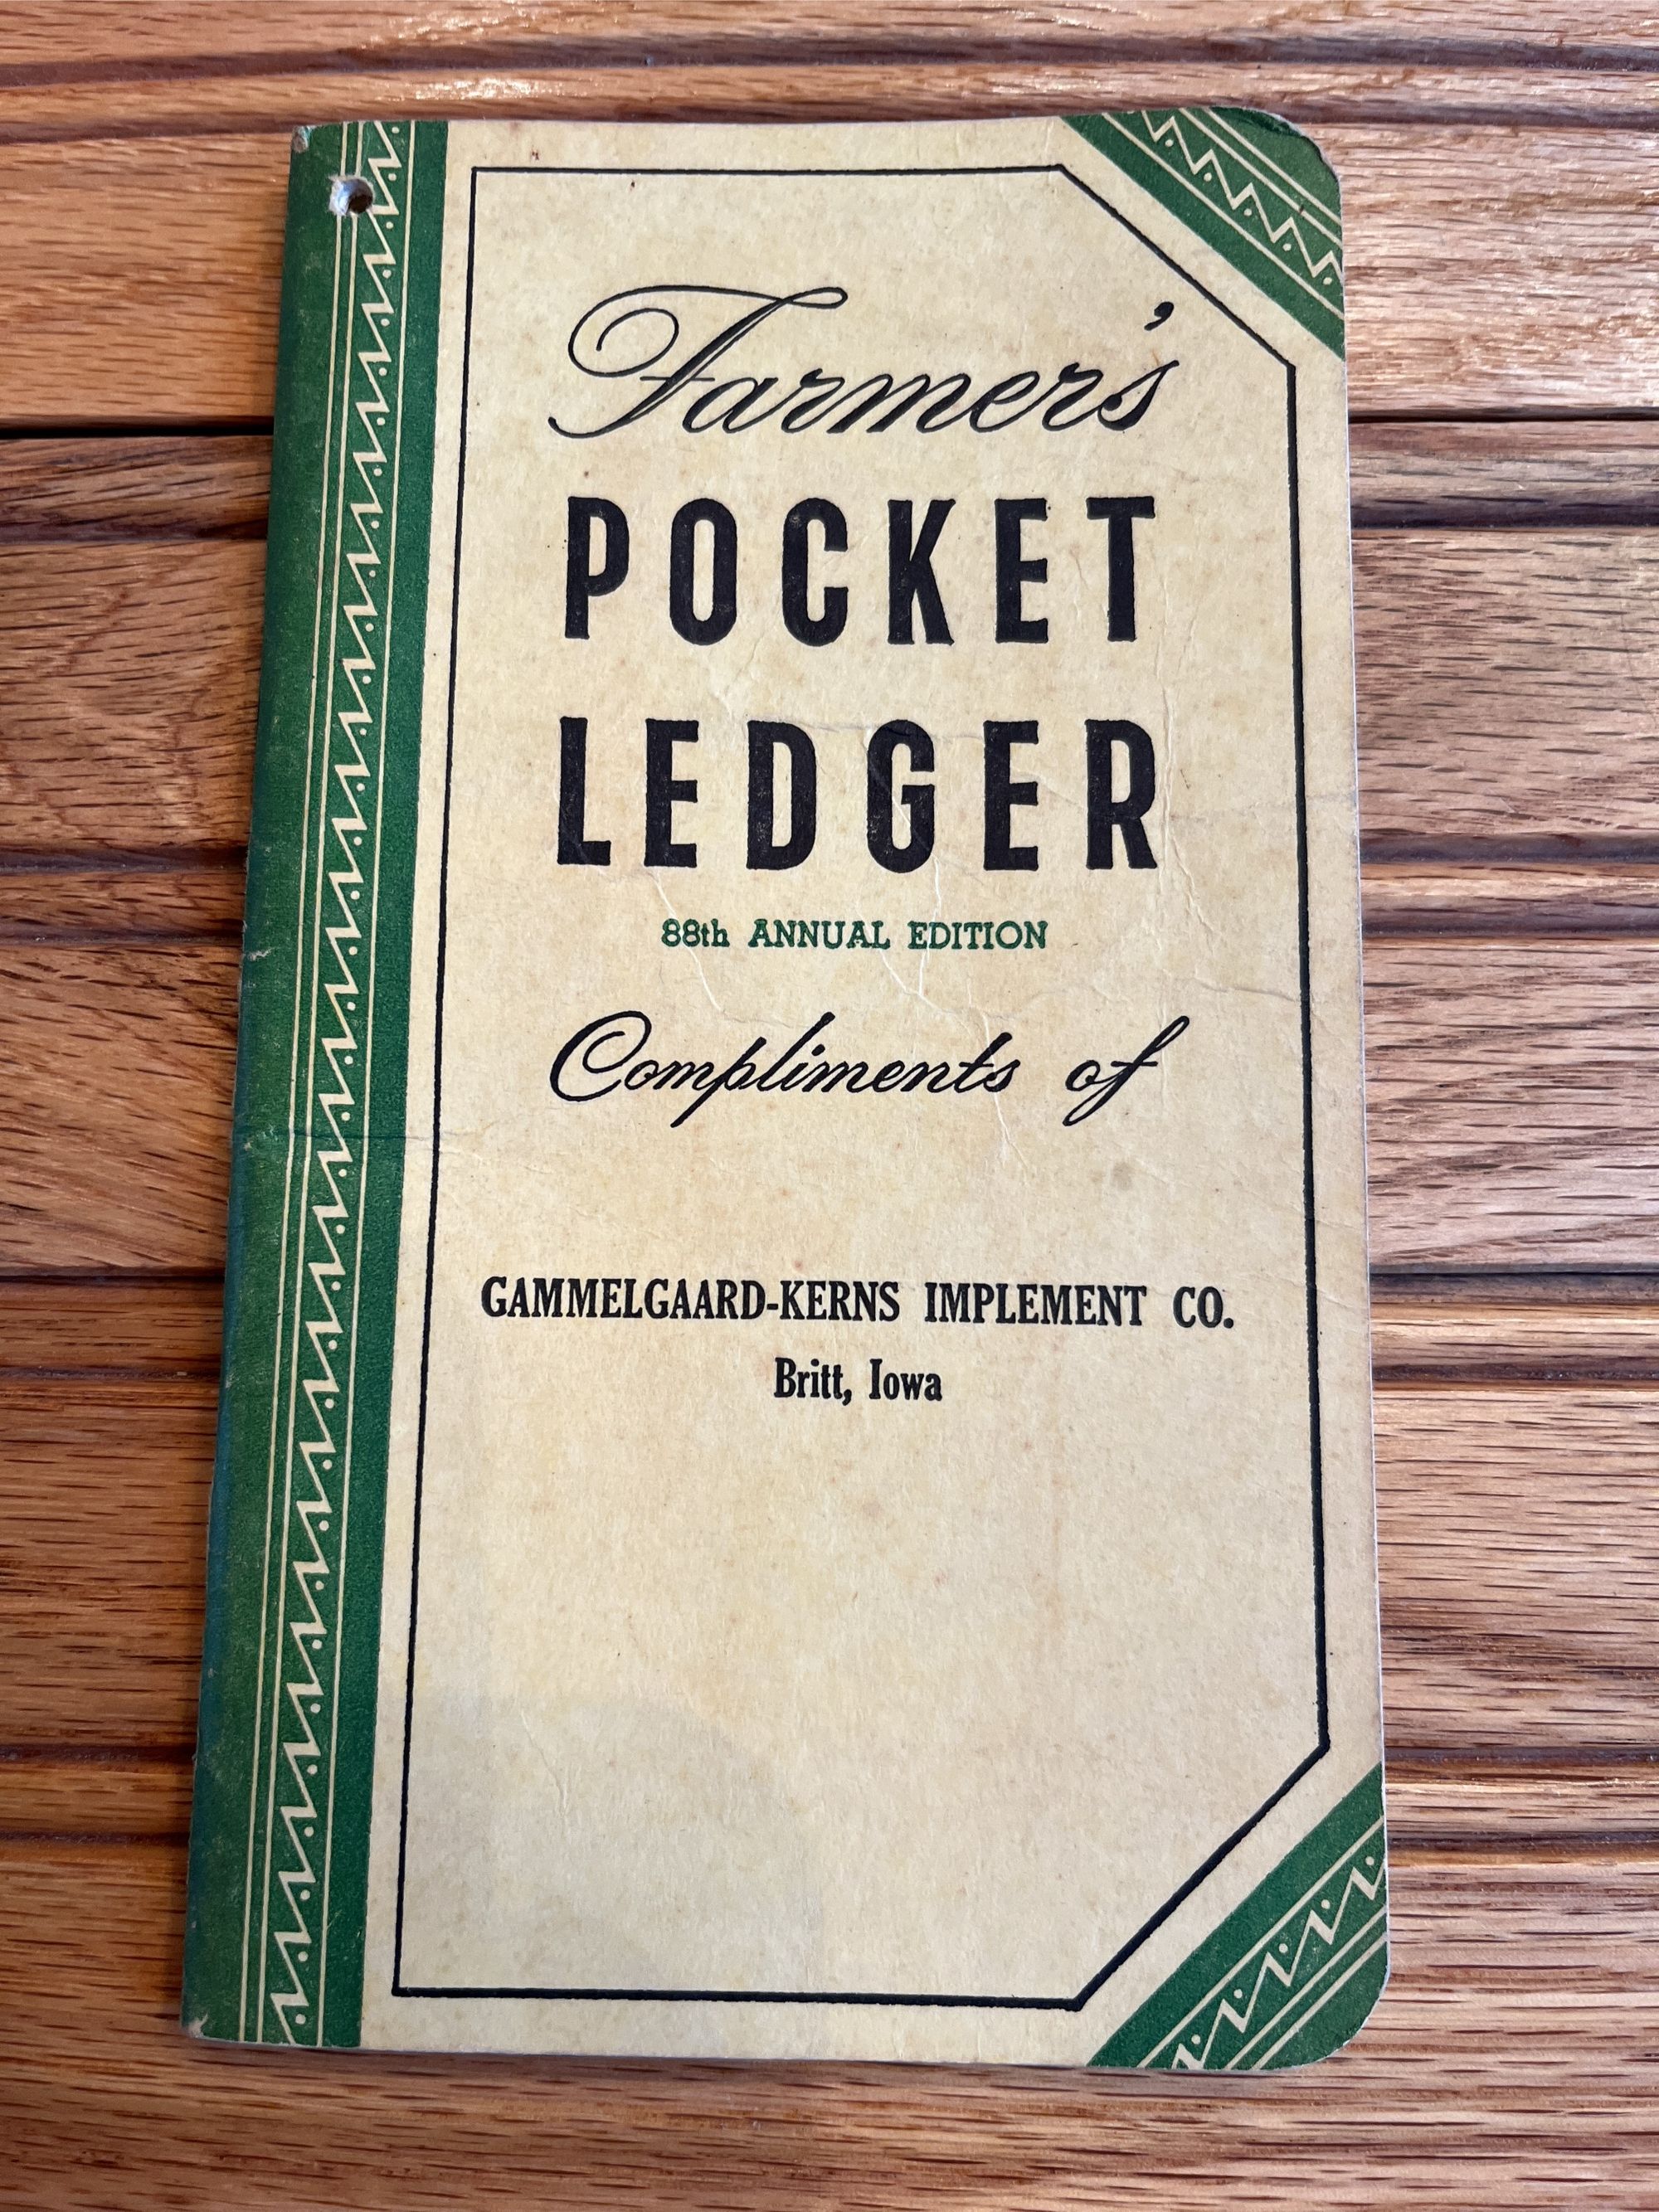 Farmer's
POCKET
LEDGER
88th ANNUAL EDITION
Compliments of
GAMMELGAARD-KERNS IMPLEMENT CO.
Britt, Iowa